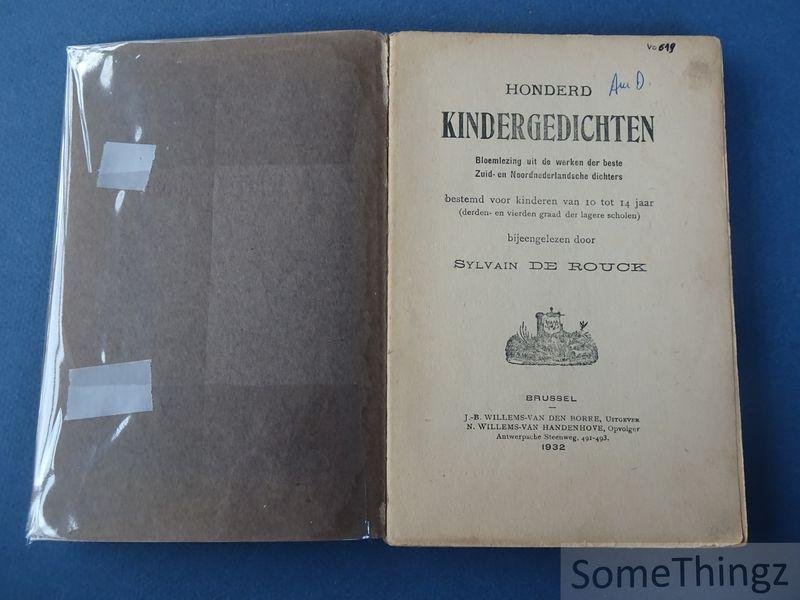 Vo 619
HONDERD
Am D.
KINDERGEDICHTEN
Bloemlezing uit de werken der beste
Zuid- en Noordnederlandsche dichters
bestemd voor kinderen van 10 tot 14 jaar
(derden- en vierden graad der lagere scholen)
bijeengelezen door
SYLVAIN DE ROUCK
BRUSSEL
J.-B. WILLEMS-VAN DEN BORRE, UITGEVER
N. WILLEMS-VAN HANDENHOVE, Opvolger
Antwerpsche Steenweg, 491-493.
1932
SomeThingz